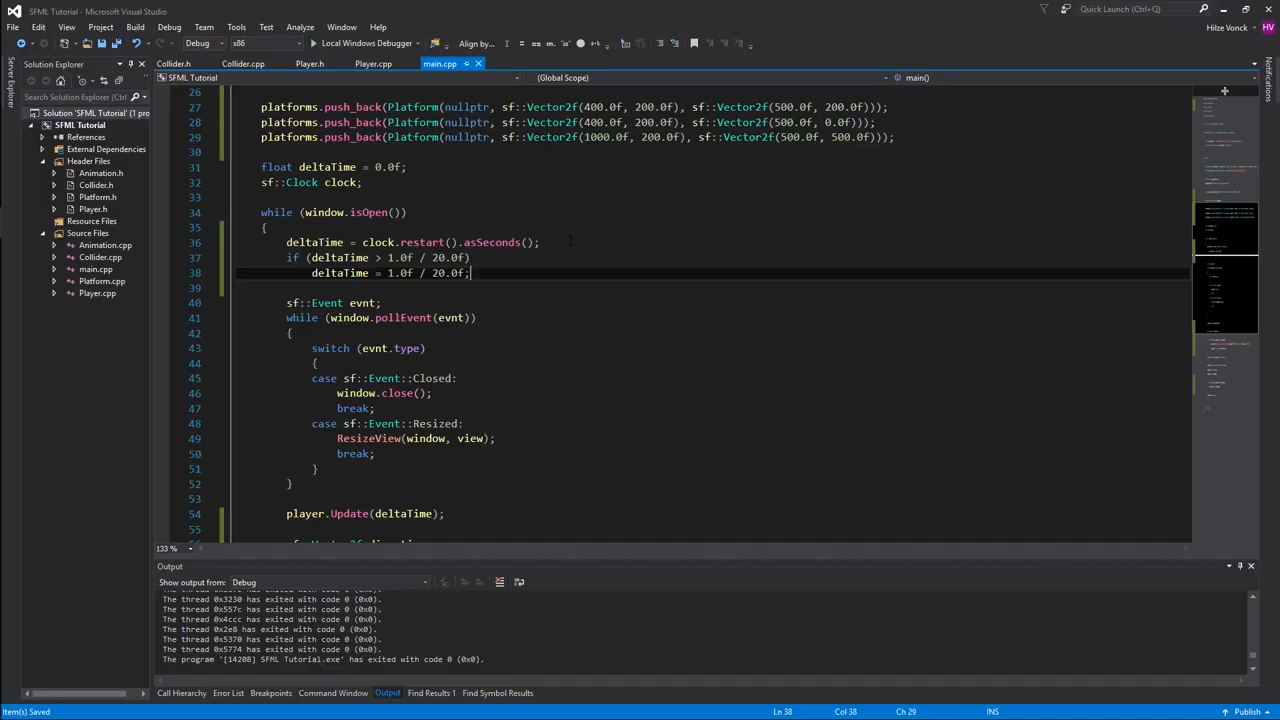 SFML Tutorial - Microsoft Visual Studio
Quick Launch (Ctrl+Q)
File Edit View Project Build Debug Team Tools Test Analyze Window Help
Hilze Vonck HV
Debug x86 Local Windows Debugger Align by...
Server Explorer
Solution Explorer
Collider.h Collider.cpp Player.h Player.cpp main.cpp
Notifications
SFML Tutorial (Global Scope) main()
Search Solution Explorer (Ctrl+
Solution 'SFML Tutorial' (1 pro
SFML Tutorial
References
External Dependencies
Header Files
Animation.h
Collider.h
Platform.h
Player.h
Resource Files
Source Files
Animation.cpp
Collider.cpp
main.cpp
Platform.cpp
Player.cpp
26
27 platforms.push_back(Platform(nullptr, sf::Vector2f(400.0f, 200.0f), sf::Vector2f(500.0f, 200.0f)));
28 platforms.push_back(Platform(nullptr, sf::Vector2f(400.0f, 200.0f), sf::Vector2f(500.0f, 0.0f)));
29 platforms.push_back(Platform(nullptr, sf::Vector2f(1000.0f, 200.0f), sf::Vector2f(500.0f, 500.0f)));
30
31 float deltaTime = 0.0f;
32 sf::Clock clock;
33
34 while (window.isOpen())
35 {
36 deltaTime = clock.restart().asSeconds();
37 if (deltaTime > 1.0f / 20.0f)
38 deltaTime = 1.0f / 20.0f;
39
40 sf::Event evnt;
41 while (window.pollEvent(evnt))
42 {
43 switch (evnt.type)
44 {
45 case sf::Event::Closed:
46 window.close();
47 break;
48 case sf::Event::Resized:
49 ResizeView(window, view);
50 break;
51 }
52 }
53
54 player.Update(deltaTime);
55
133 %
Output
Show output from: Debug
The thread 0x3230 has exited with code 0 (0x0).
The thread 0x557c has exited with code 0 (0x0).
The thread 0x4ccc has exited with code 0 (0x0).
The thread 0x2e8 has exited with code 0 (0x0).
The thread 0x5370 has exited with code 0 (0x0).
The thread 0x5774 has exited with code 0 (0x0).
The program '[14208] SFML Tutorial.exe' has exited with code 0 (0x0).
Call Hierarchy Error List Breakpoints Command Window Output Find Results 1 Find Symbol Results
Item(s) Saved Ln 38 Col 38 Ch 29 INS Publish